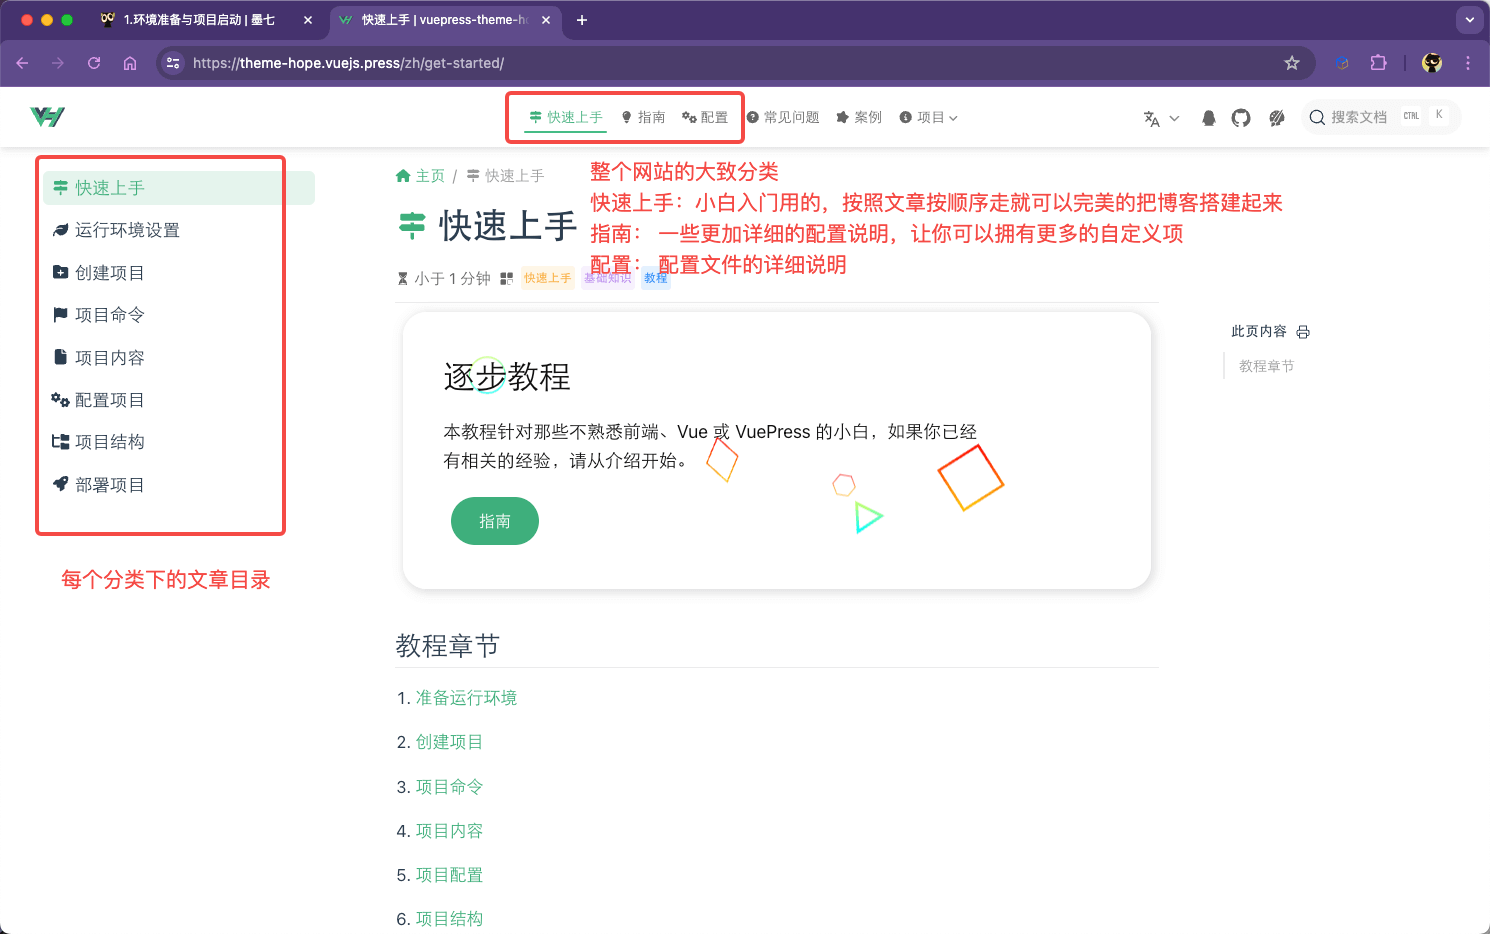 1.环境准备与项目启动 | 墨七
快速上手 | vuepress-theme-ho
https://theme-hope.vuejs.press/zh/get-started/
快速上手 指南 配置 常见问题 案例 项目
搜索文档 CTRL K
快速上手
运行环境设置
创建项目
项目命令
项目内容
配置项目
项目结构
部署项目
每个分类下的文章目录
主页 / 快速上手
整个网站的大致分类
快速上手：小白入门用的，按照文章按顺序走就可以完美的把博客搭建起来
指南： 一些更加详细的配置说明，让你可以拥有更多的自定义项
配置： 配置文件的详细说明
快速上手
小于 1 分钟 快速上手 基础知识 教程
逐步教程
本教程针对那些不熟悉前端、Vue 或 VuePress 的小白，如果你已经
有相关的经验，请从介绍开始。
指南
此页内容
教程章节
教程章节
1. 准备运行环境
2. 创建项目
3. 项目命令
4. 项目内容
5. 项目配置
6. 项目结构